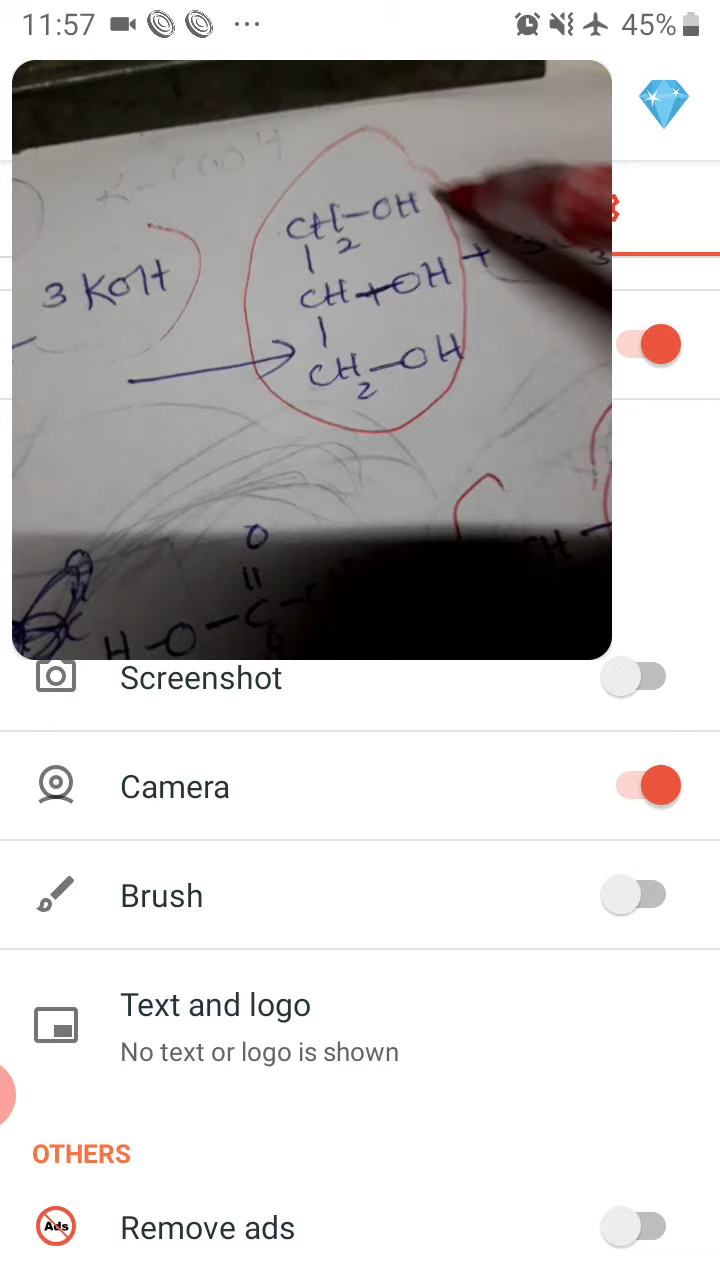 11:57
45%
3 KOH
CH2-OH
CH-OH +
CH2-OH
O
H-O-C
Screenshot
Camera
Brush
Text and logo
No text or logo is shown
OTHERS
Ads
Remove ads